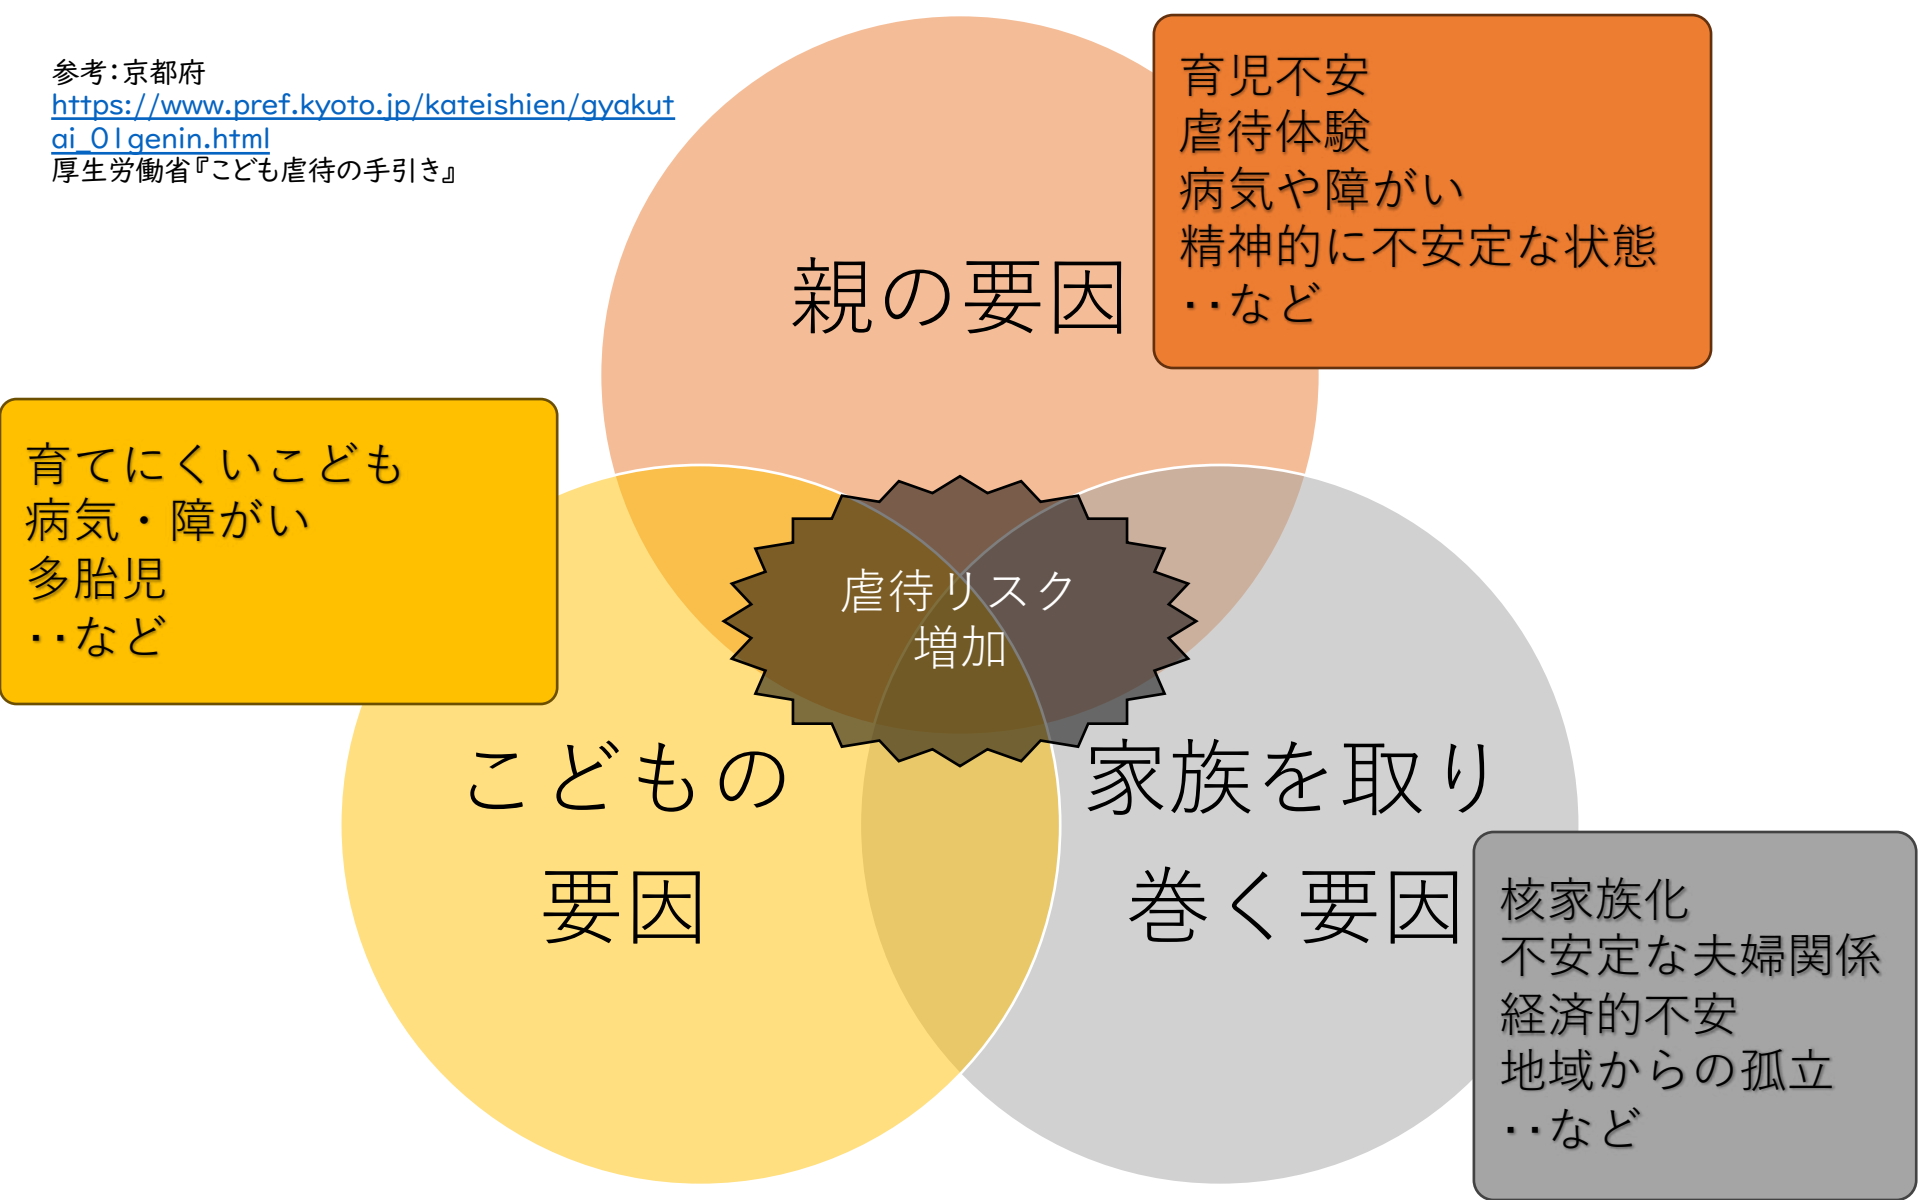 参考：京都府
https://www.pref.kyoto.jp/kateishien/gyakut
ai_01genin.html
厚生労働省『こども虐待の手引き』
育児不安
虐待体験
病気や障がい
精神的に不安定な状態
‥など
親の要因
育てにくいこども
病気・障がい
多胎児
‥など
虐待リスク
増加
こどもの
要因
家族を取り
巻く要因
核家族化
不安定な夫婦関係
経済的不安
地域からの孤立
‥など